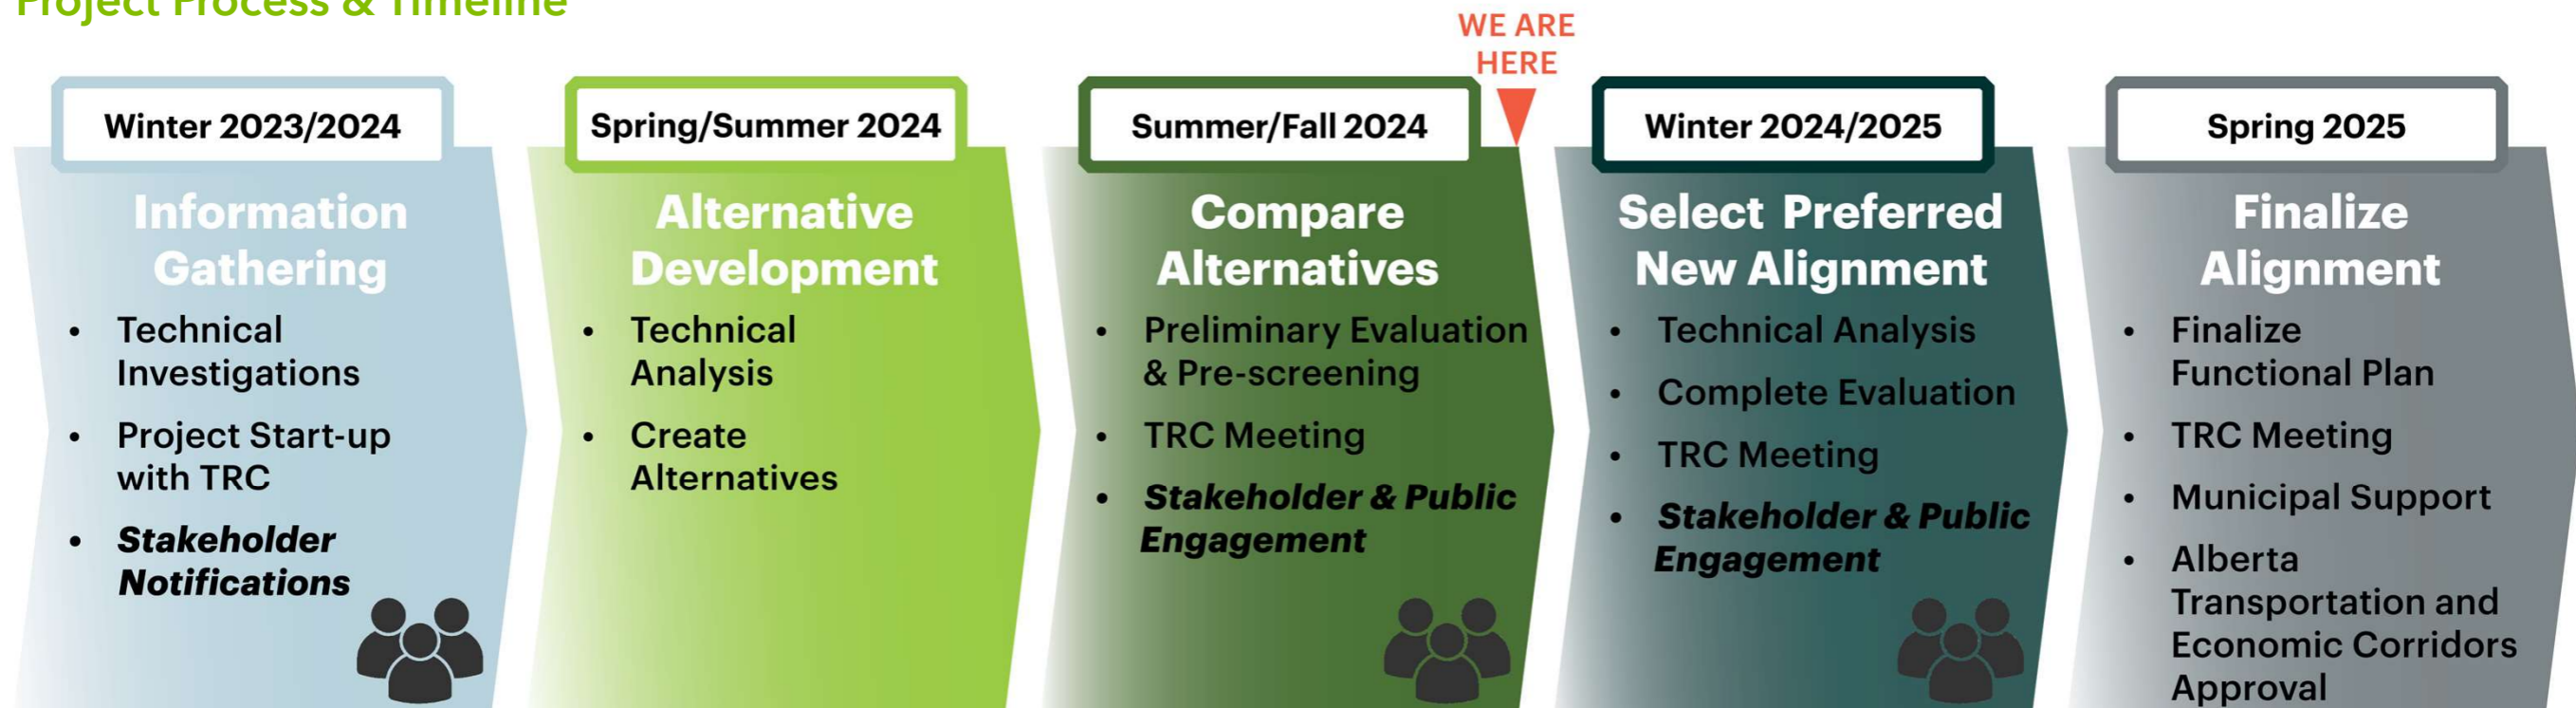 Project Process & Timeline
WE ARE
HERE
Winter 2023/2024
Information
Gathering
• Technical
Investigations
• Project Start-up
with TRC
• Stakeholder
Notifications
Spring/Summer 2024
Alternative
Development
• Technical
Analysis
• Create
Alternatives
Summer/Fall 2024
Compare
Alternatives
• Preliminary Evaluation
& Pre-screening
• TRC Meeting
• Stakeholder & Public
Engagement
Winter 2024/2025
Select Preferred
New Alignment
• Technical Analysis
• Complete Evaluation
• TRC Meeting
• Stakeholder & Public
Engagement
Spring 2025
Finalize
Alignment
• Finalize
Functional Plan
• TRC Meeting
• Municipal Support
• Alberta
Transportation and
Economic Corridors
Approval